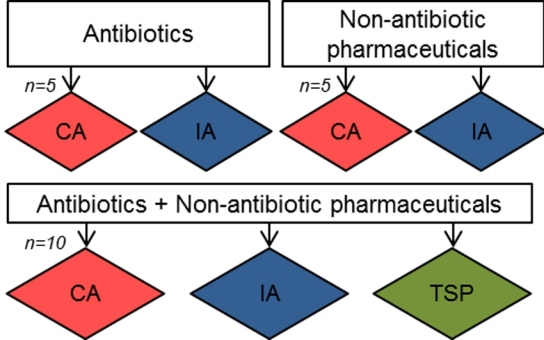 Antibiotics
Non-antibiotic
pharmaceuticals
n=5
n=5
CA
IA
CA
IA
Antibiotics + Non-antibiotic pharmaceuticals
n=10
CA
IA
TSP